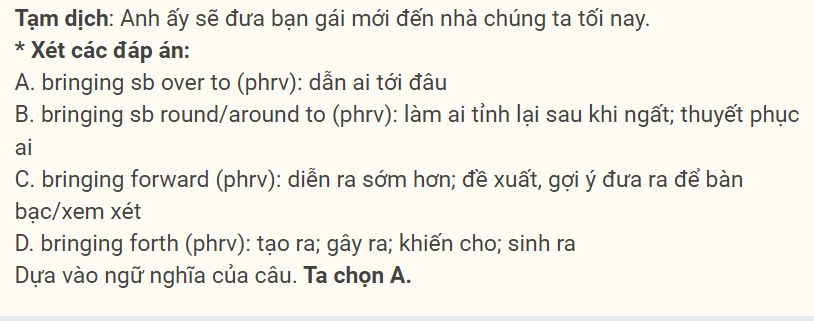 Tạm dịch: Anh ấy sẽ đưa bạn gái mới đến nhà chúng ta tối nay.
* Xét các đáp án:
A. bringing sb over to (phrv): dẫn ai tới đâu
B. bringing sb round/around to (phrv): làm ai tỉnh lại sau khi ngất; thuyết phục
ai
C. bringing forward (phrv): diễn ra sớm hơn; đề xuất, gợi ý đưa ra để bàn
bạc/xem xét
D. bringing forth (phrv): tạo ra; gây ra; khiến cho; sinh ra
Dựa vào ngữ nghĩa của câu. Ta chọn A.